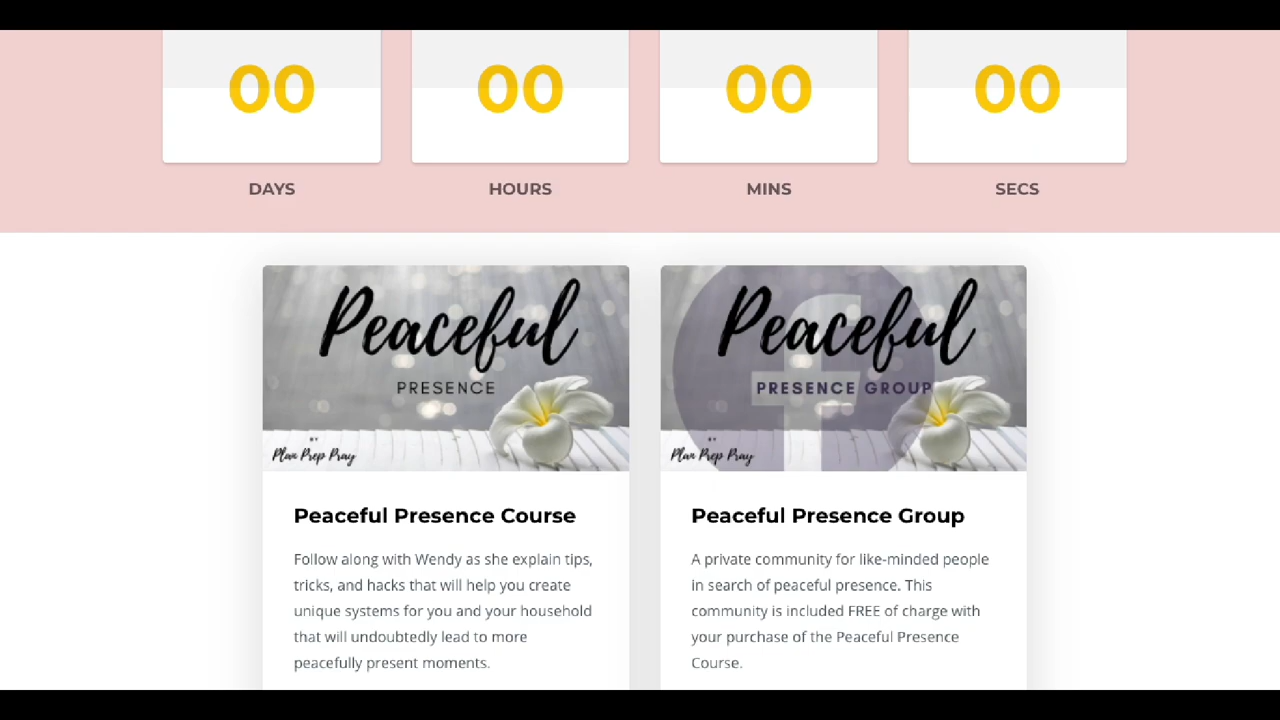 00 00 00 00
DAYS HOURS MINS SECS
Peaceful
PRESENCE
BY
Plan Prep Pray
Peaceful Presence Course
Follow along with Wendy as she explain tips,
tricks, and hacks that will help you create
unique systems for you and your household
that will undoubtedly lead to more
peacefully present moments.
Peaceful
PRESENCE GROUP
BY
Plan Prep Pray
Peaceful Presence Group
A private community for like-minded people
in search of peaceful presence. This
community is included FREE of charge with
your purchase of the Peaceful Presence
Course.